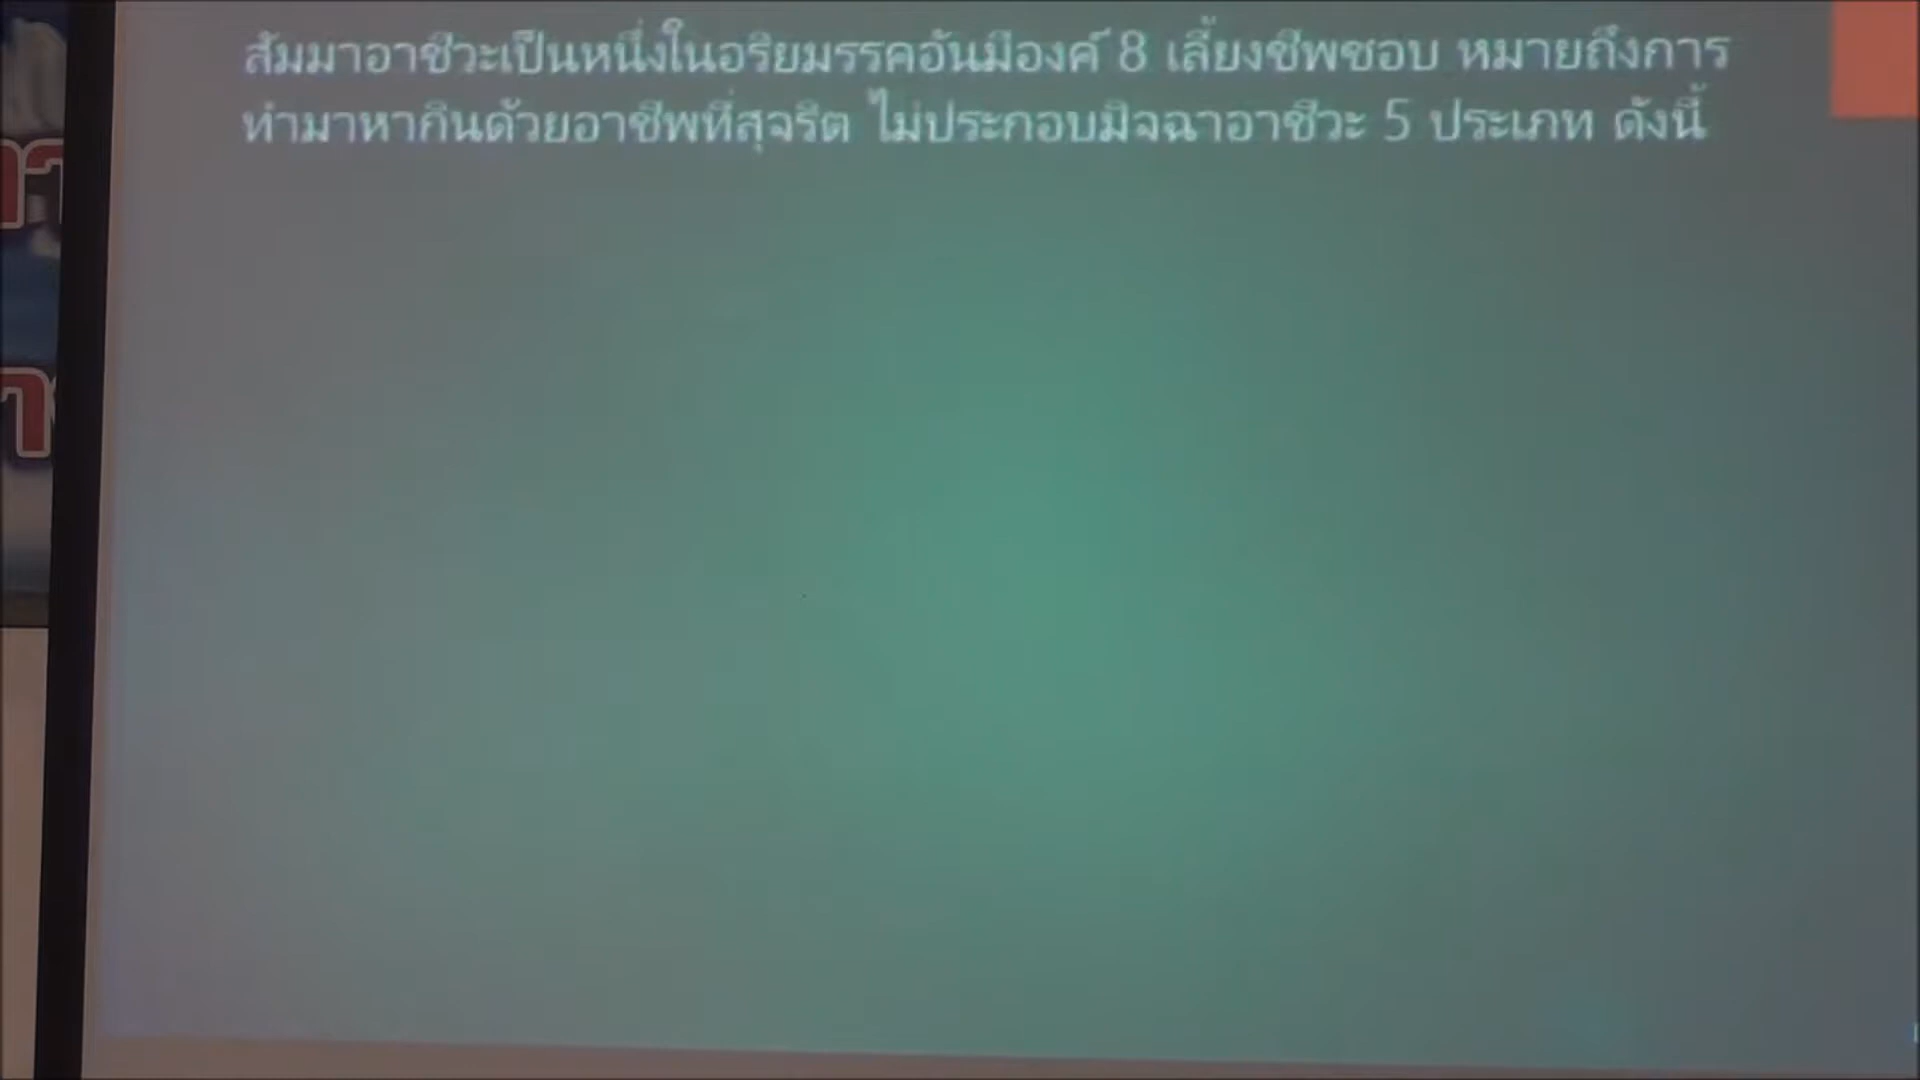 สัมมาอาชีวะเป็นหนึ่งในอริยมรรคอันมีองค์ 8 เลี้ยงชีพชอบ หมายถึงการ
ทำมาหากินด้วยอาชีพที่สุจริต ไม่ประกอบมิจฉาอาชีวะ 5 ประเภท ดังนี้